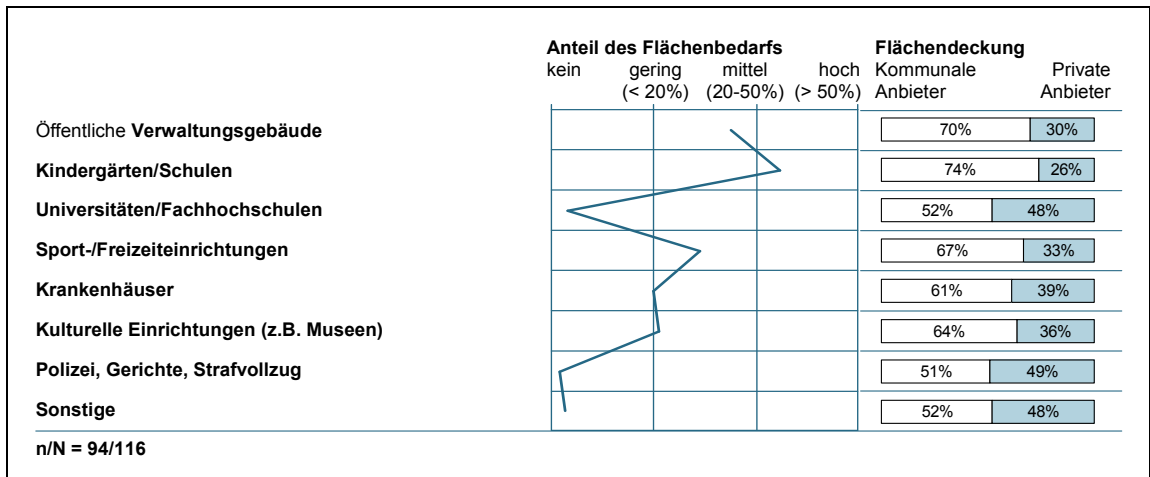 Anteil des Flächenbedarfs Flächendeckung
kein gering mittel hoch Kommunale Private
(< 20%) (20-50%) (> 50%) Anbieter Anbieter
Öffentliche Verwaltungsgebäude 70% 30%
Kindergärten/Schulen 74% 26%
Universitäten/Fachhochschulen 52% 48%
Sport-/Freizeiteinrichtungen 67% 33%
Krankenhäuser 61% 39%
Kulturelle Einrichtungen (z.B. Museen) 64% 36%
Polizei, Gerichte, Strafvollzug 51% 49%
Sonstige 52% 48%
n/N = 94/116